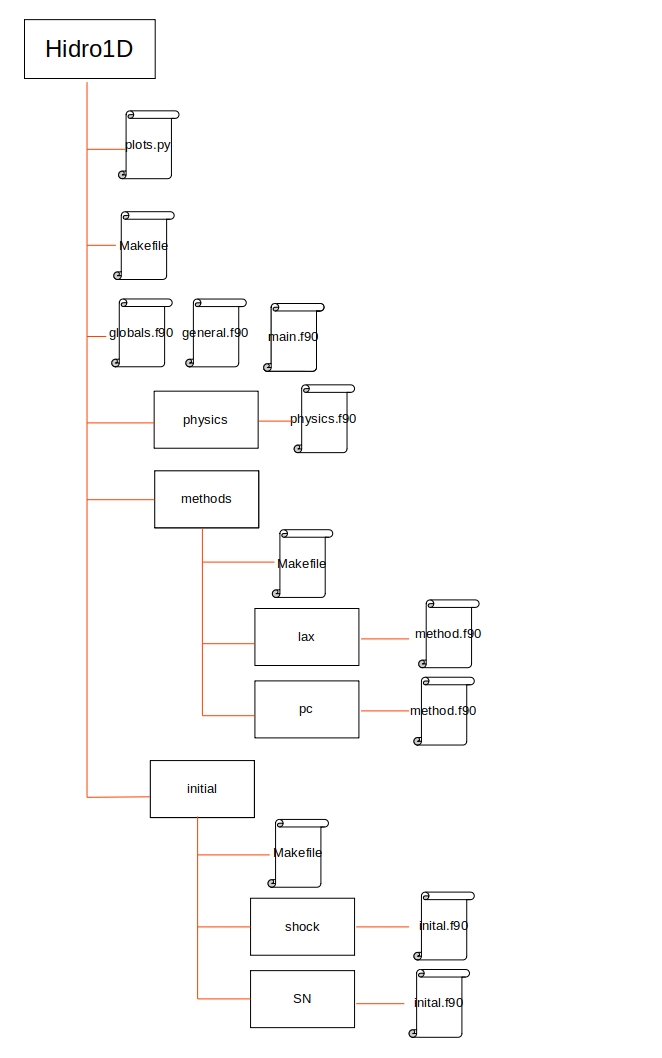 Hidro1D
plots.py
Makefile
globals.f90 general.f90 main.f90
physics physics.f90
methods
Makefile
lax method.f90
pc method.f90
initial
Makefile
shock inital.f90
SN inital.f90